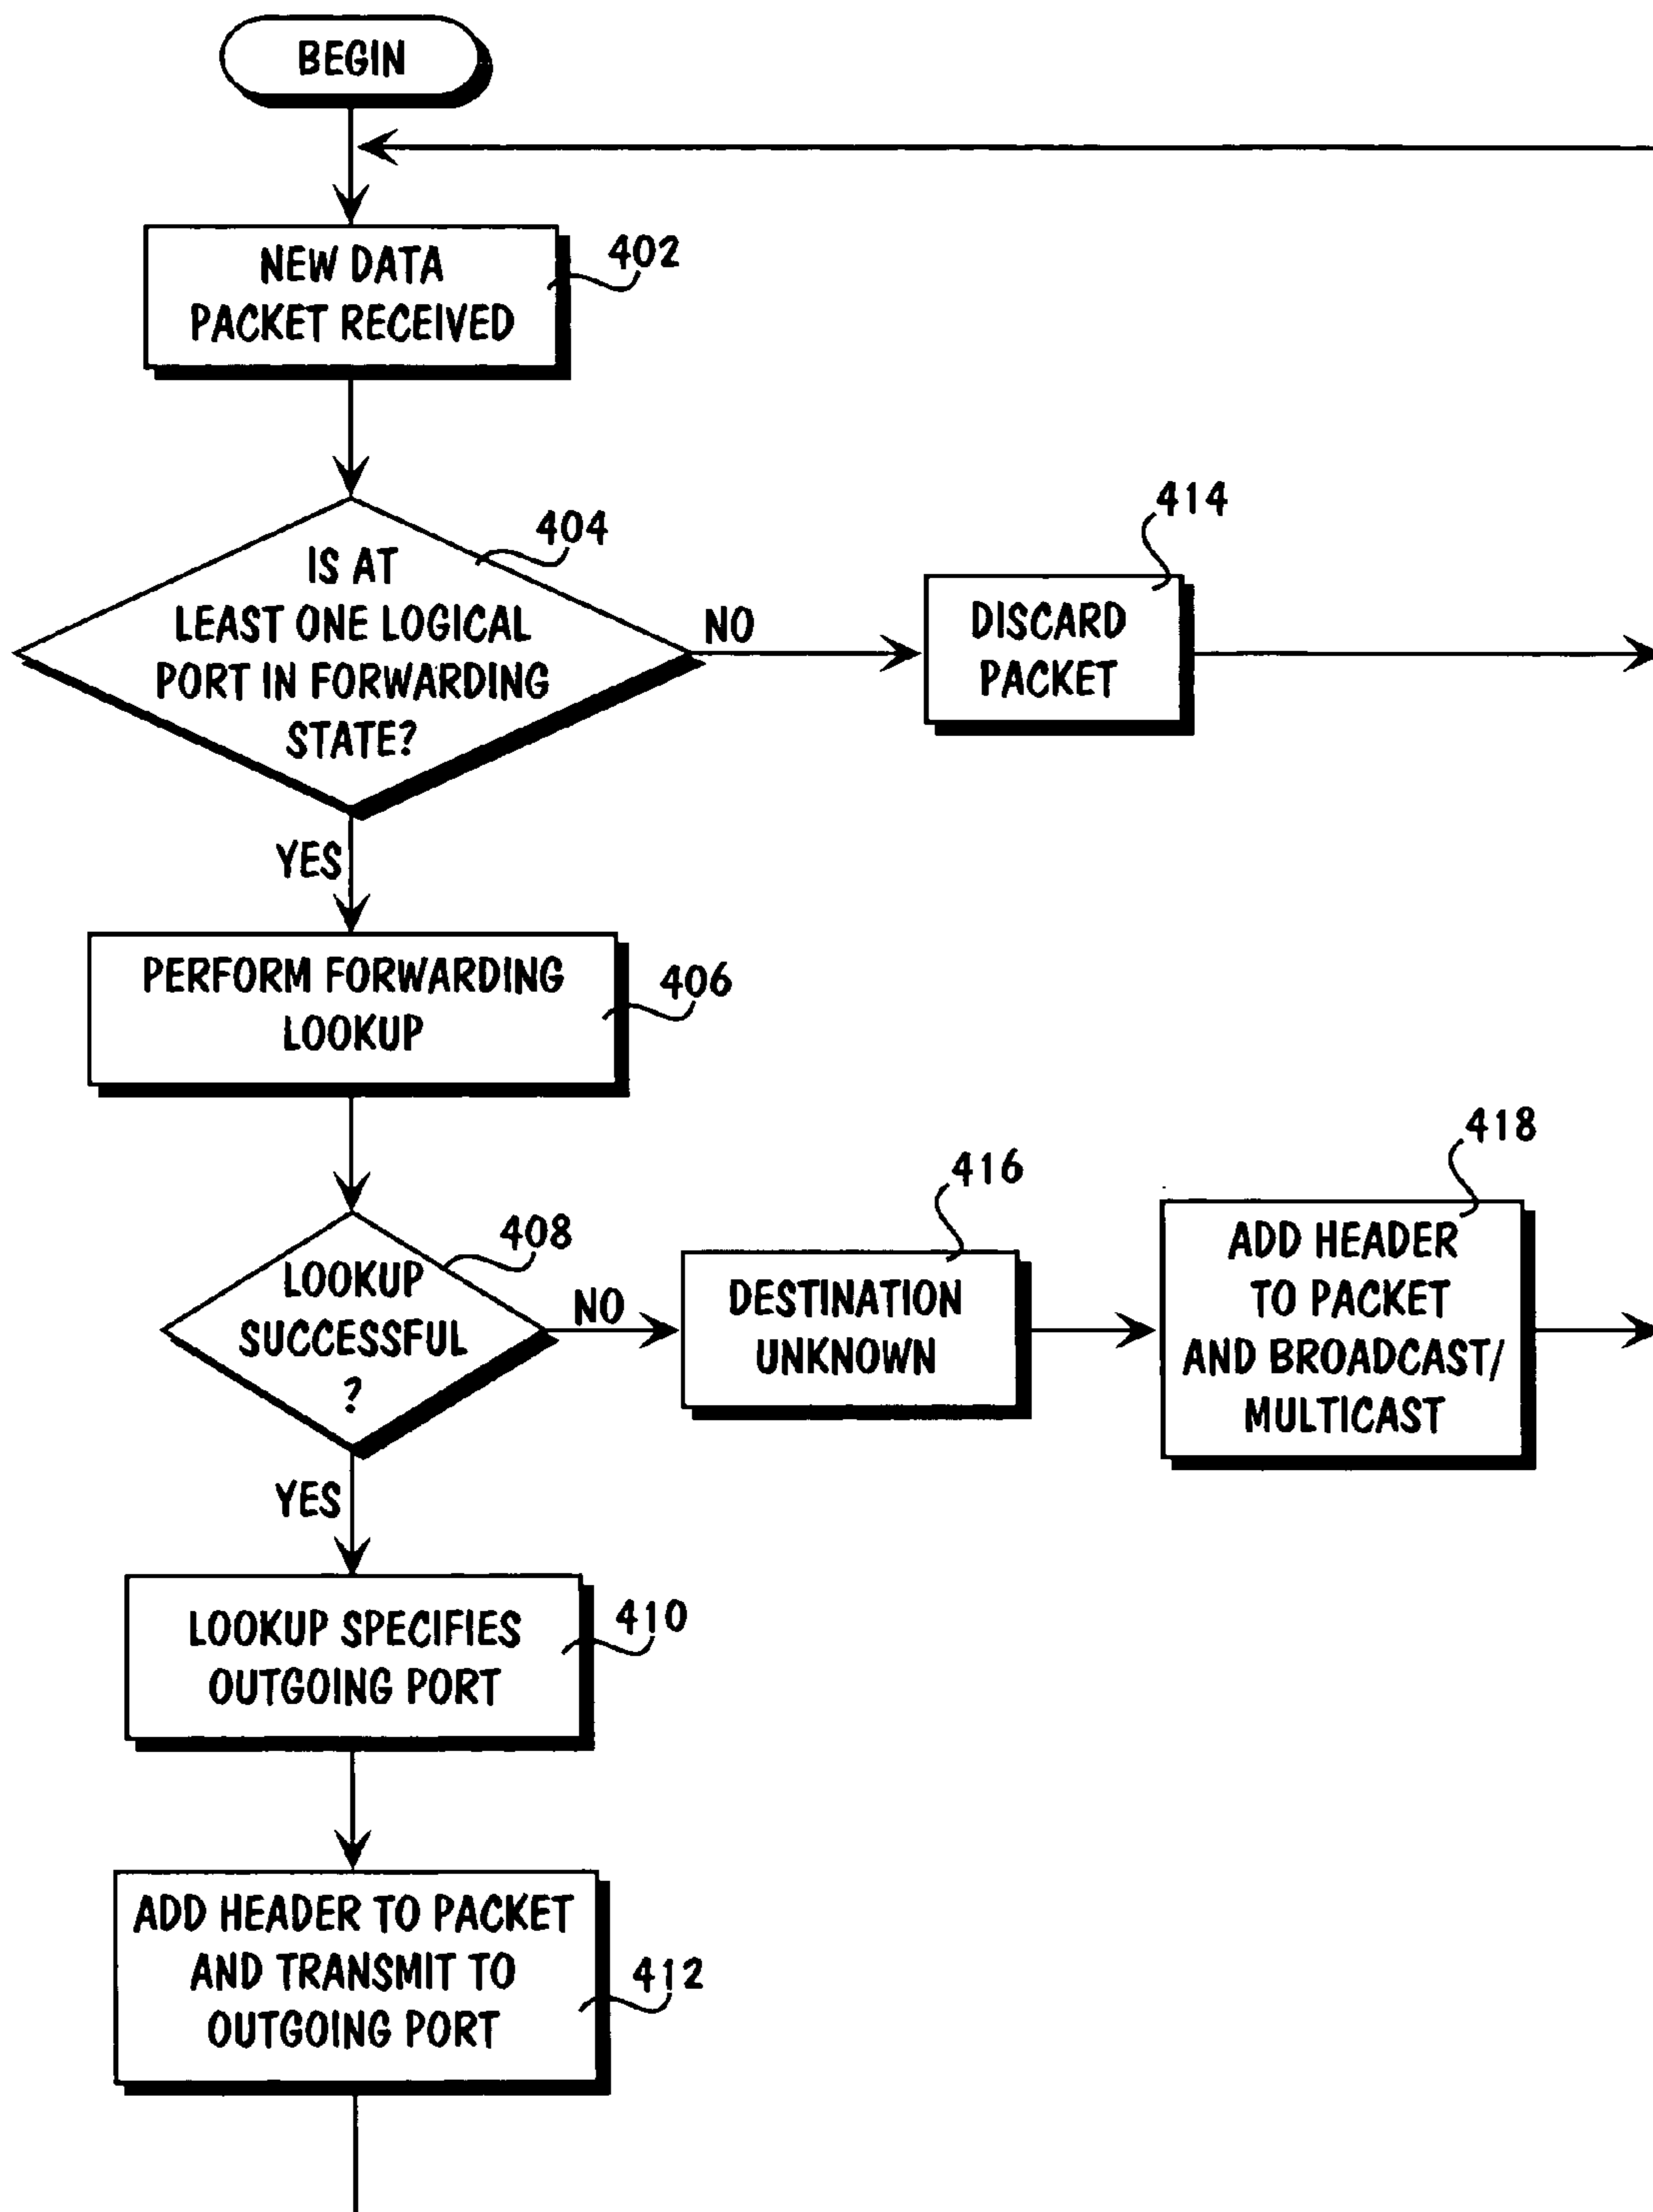 BEGIN
NEW DATA
PACKET RECEIVED
402
IS AT
LEAST ONE LOGICAL
PORT IN FORWARDING
STATE?
404
NO
414
DISCARD
PACKET
YES
PERFORM FORWARDING
LOOKUP
406
LOOKUP
SUCCESSFUL
?
408
NO
416
DESTINATION
UNKNOWN
418
ADD HEADER
TO PACKET
AND BROADCAST/
MULTICAST
YES
LOOKUP SPECIFIES
OUTGOING PORT
410
ADD HEADER TO PACKET
AND TRANSMIT TO
OUTGOING PORT
412